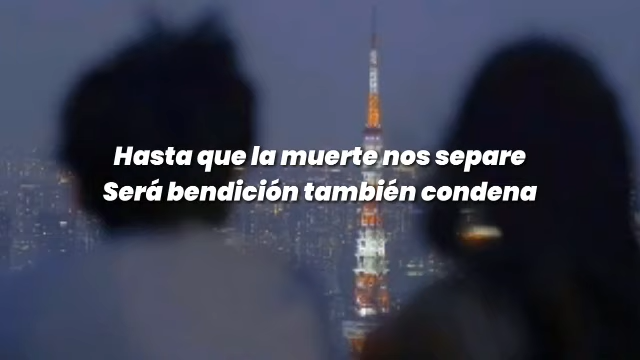 Hasta que la muerte nos separe
Será bendición también condena